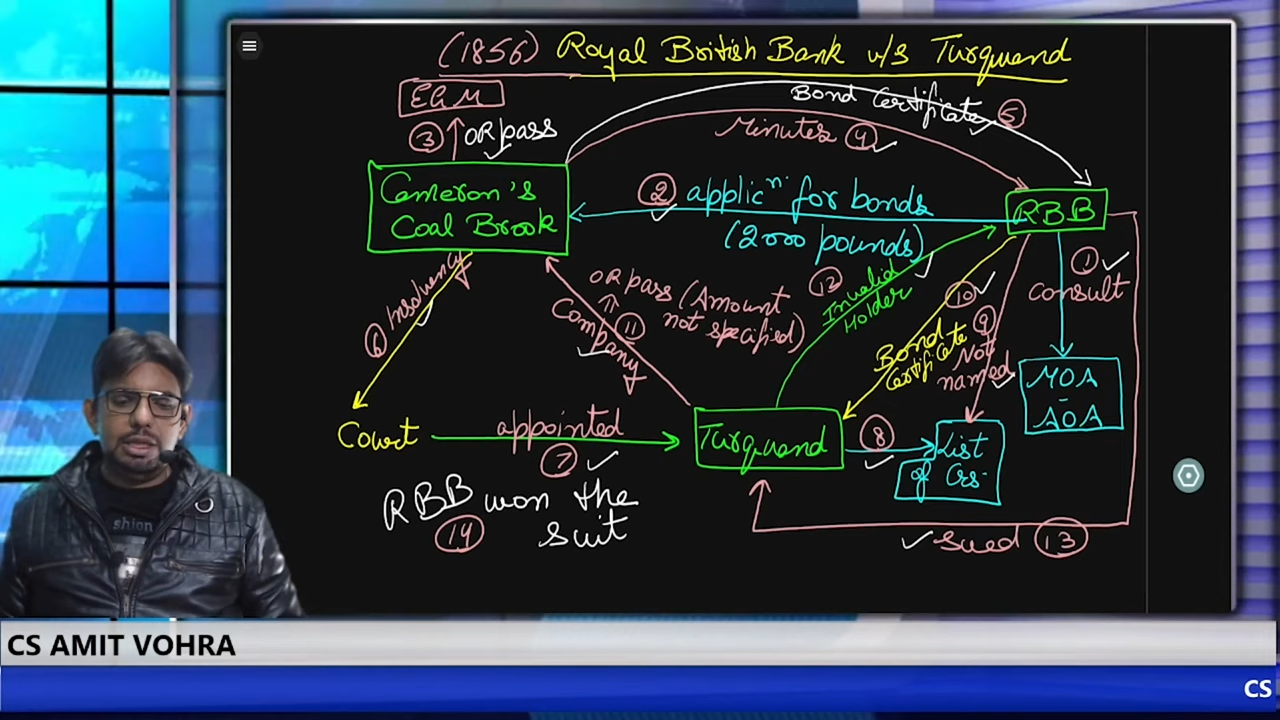 (1856) Royal British Bank v/s Turquand
EGM
③ OR pass
Bond Certificate ⑤
Minutes ④
Cameron's
Coal Brook
② applicⁿ for bonds
(2000 pounds)
RBB
① consult
MOA
-
AOA
⑥ Insolvency
OR pass (Amount
not specified)
⑪ Company
⑫ Invalid
Holder
⑩ Bond
Certificate
⑨ Not
named
Court
appointed
⑦
Turquand
⑧
List
of Crs.
RBB won the
suit
⑭
sued ⑬
shion
CS AMIT VOHRA
CS